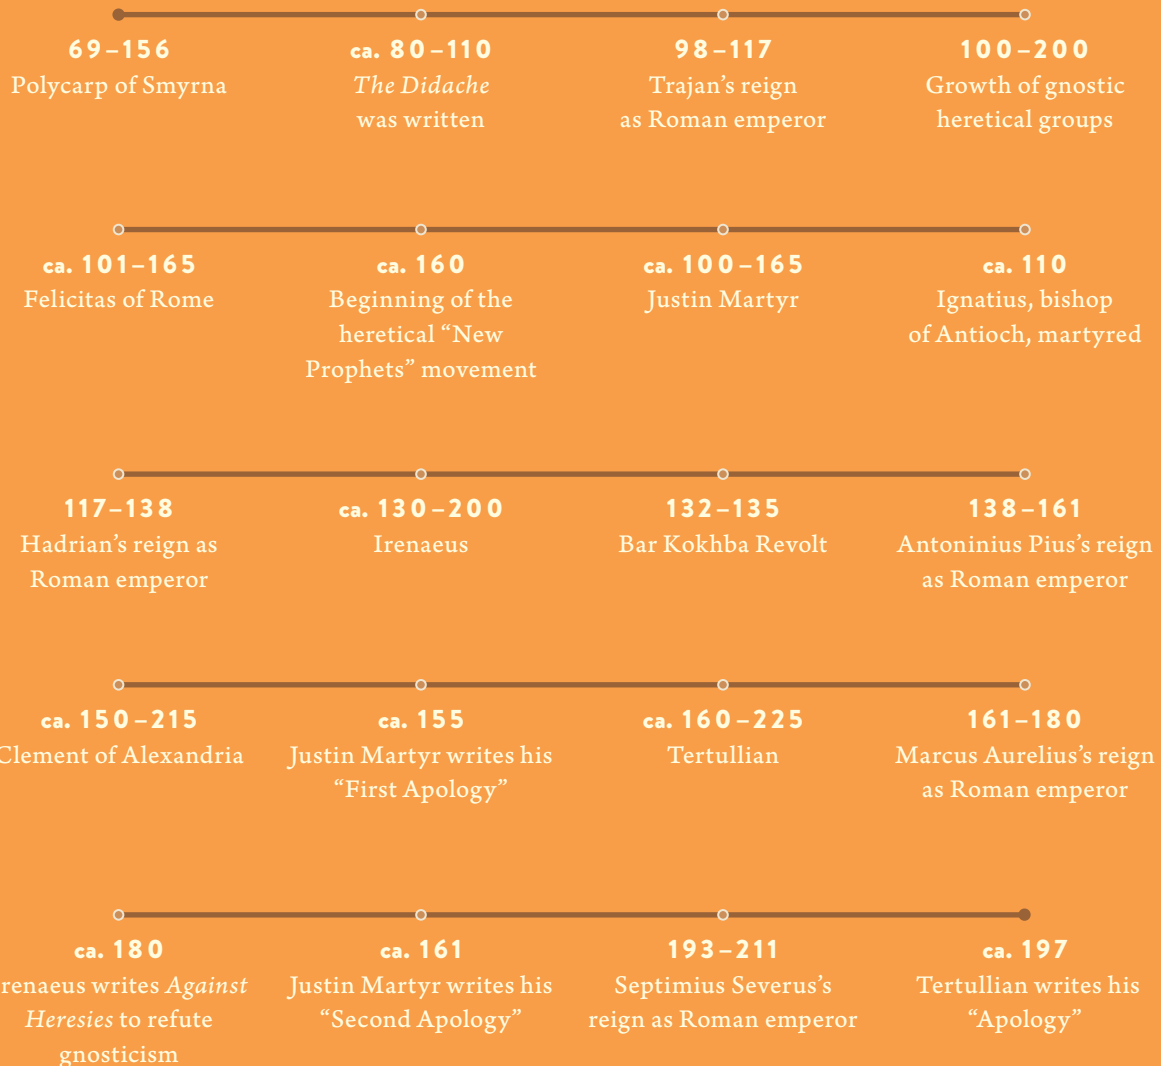 69–156
Polycarp of Smyrna
ca. 80–110
The Didache
was written
98–117
Trajan’s reign
as Roman emperor
100–200
Growth of gnostic
heretical groups
ca. 101–165
Felicitas of Rome
ca. 160
Beginning of the
heretical “New
Prophets” movement
ca. 100–165
Justin Martyr
ca. 110
Ignatius, bishop
of Antioch, martyred
117–138
Hadrian’s reign as
Roman emperor
ca. 130–200
Irenaeus
132–135
Bar Kokhba Revolt
138–161
Antoninius Pius’s reign
as Roman emperor
ca. 150–215
Clement of Alexandria
ca. 155
Justin Martyr writes his
“First Apology”
ca. 160–225
Tertullian
161–180
Marcus Aurelius’s reign
as Roman emperor
ca. 180
renaeus writes Against
Heresies to refute
gnosticism
ca. 161
Justin Martyr writes his
“Second Apology”
193–211
Septimius Severus’s
reign as Roman emperor
ca. 197
Tertullian writes his
“Apology”